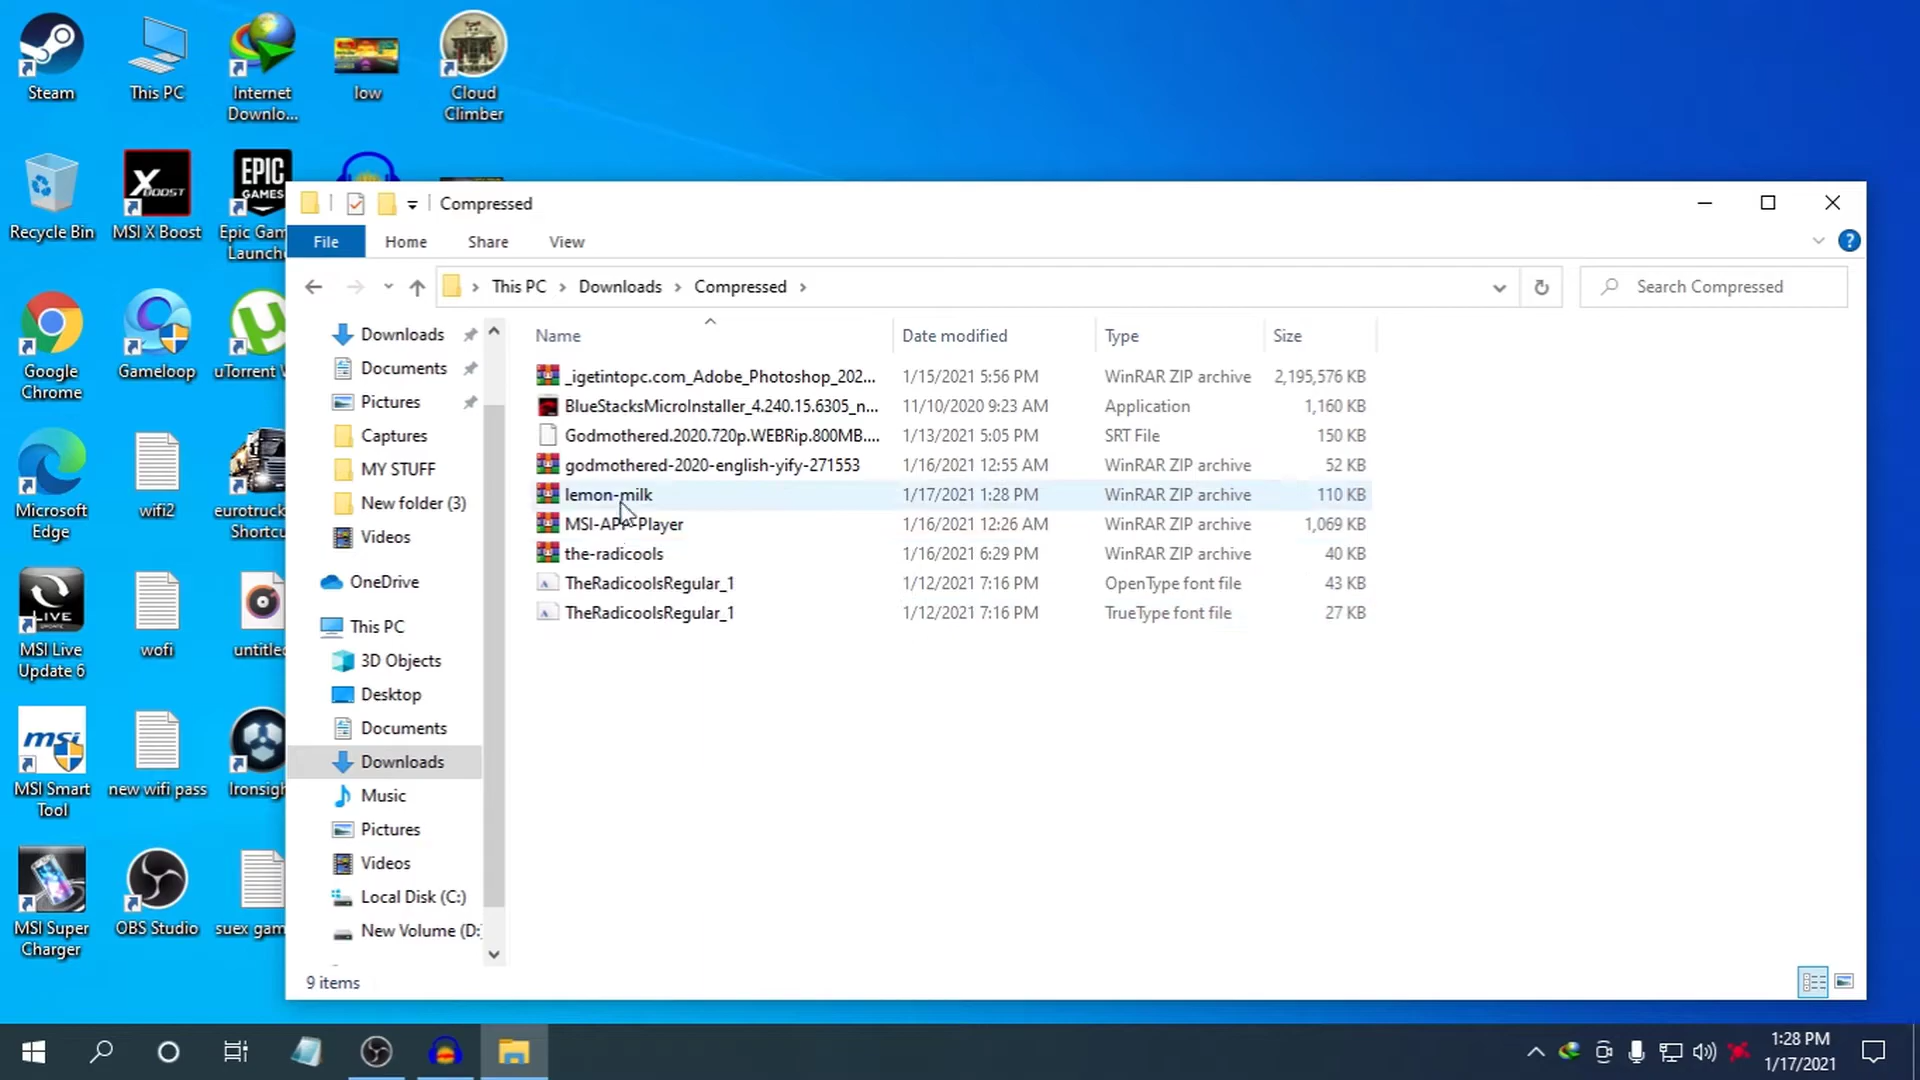 Steam
This PC
Internet
Downlo...
low
Cloud
Climber
Recycle Bin
X
BOOST
MSI X Boost
EPIC
GAMES
Epic Gam
Launche
Google
Chrome
Gameloop
uTorrent
Microsoft
Edge
wifi2
eurotruck
Shortcu
LIVE
UPDATE 6
MSI Live
Update 6
wofi
untitled
msi
MSI Smart
Tool
new wifi pass
Ironsigh
MSI Super
Charger
OBS Studio
suex gam
Compressed
File
Home
Share
View
This PC
Downloads
Compressed
Search Compressed
Downloads
Documents
Pictures
Captures
MY STUFF
New folder (3)
Videos
OneDrive
This PC
3D Objects
Desktop
Documents
Downloads
Music
Pictures
Videos
Local Disk (C:)
New Volume (D:)
Name Date modified Type Size
_igetintopc.com_Adobe_Photoshop_202... 1/15/2021 5:56 PM WinRAR ZIP archive 2,195,576 KB
BlueStacksMicroInstaller_4.240.15.6305_n... 11/10/2020 9:23 AM Application 1,160 KB
Godmothered.2020.720p.WEBRip.800MB.... 1/13/2021 5:05 PM SRT File 150 KB
godmothered-2020-english-yify-271553 1/16/2021 12:55 AM WinRAR ZIP archive 52 KB
lemon-milk 1/17/2021 1:28 PM WinRAR ZIP archive 110 KB
MSI-APP-Player 1/16/2021 12:26 AM WinRAR ZIP archive 1,069 KB
the-radicools 1/16/2021 6:29 PM WinRAR ZIP archive 40 KB
TheRadicoolsRegular_1 1/12/2021 7:16 PM OpenType font file 43 KB
TheRadicoolsRegular_1 1/12/2021 7:16 PM TrueType font file 27 KB
9 items
1:28 PM
1/17/2021